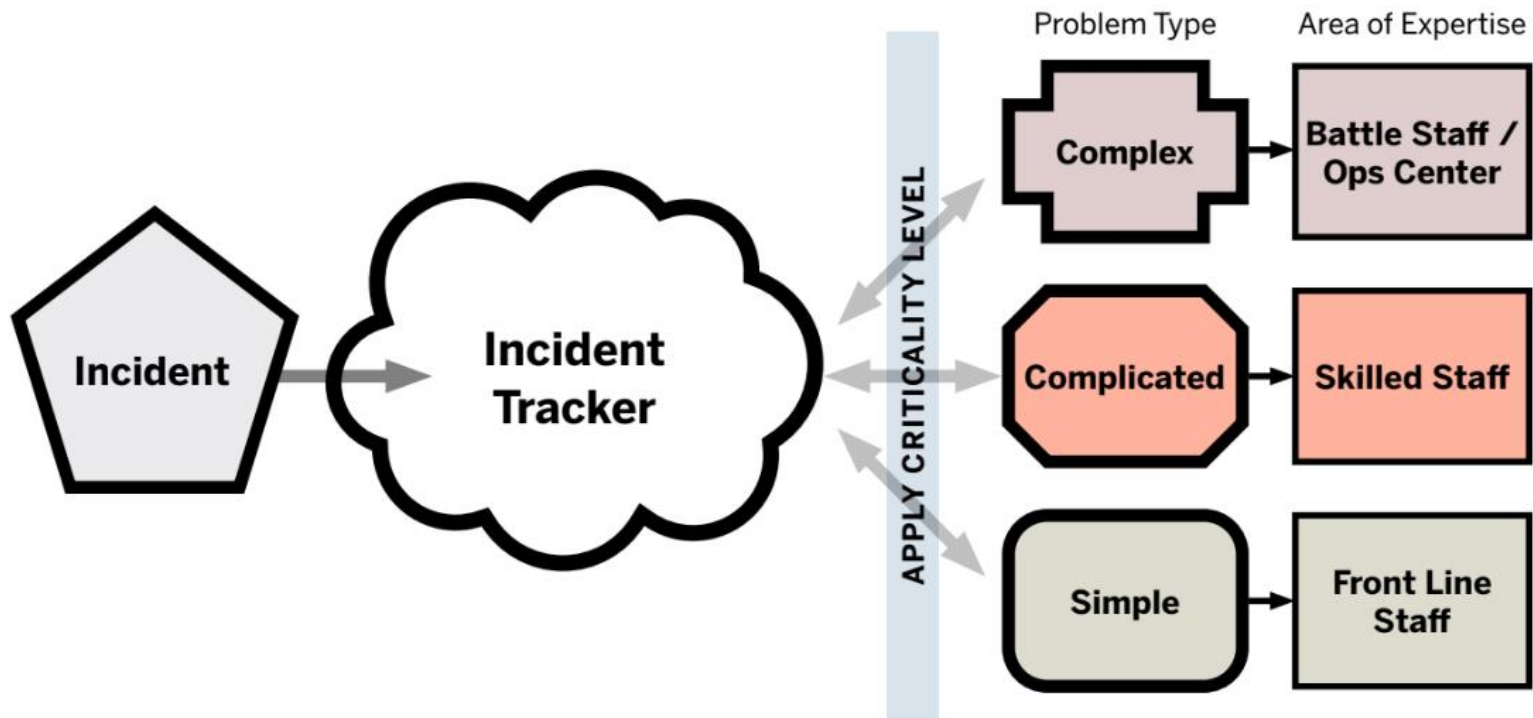 Problem Type
Area of Expertise
Incident
Incident
Tracker
APPLY CRITICALITY LEVEL
Complex
Battle Staff /
Ops Center
Complicated
Skilled Staff
Simple
Front Line
Staff